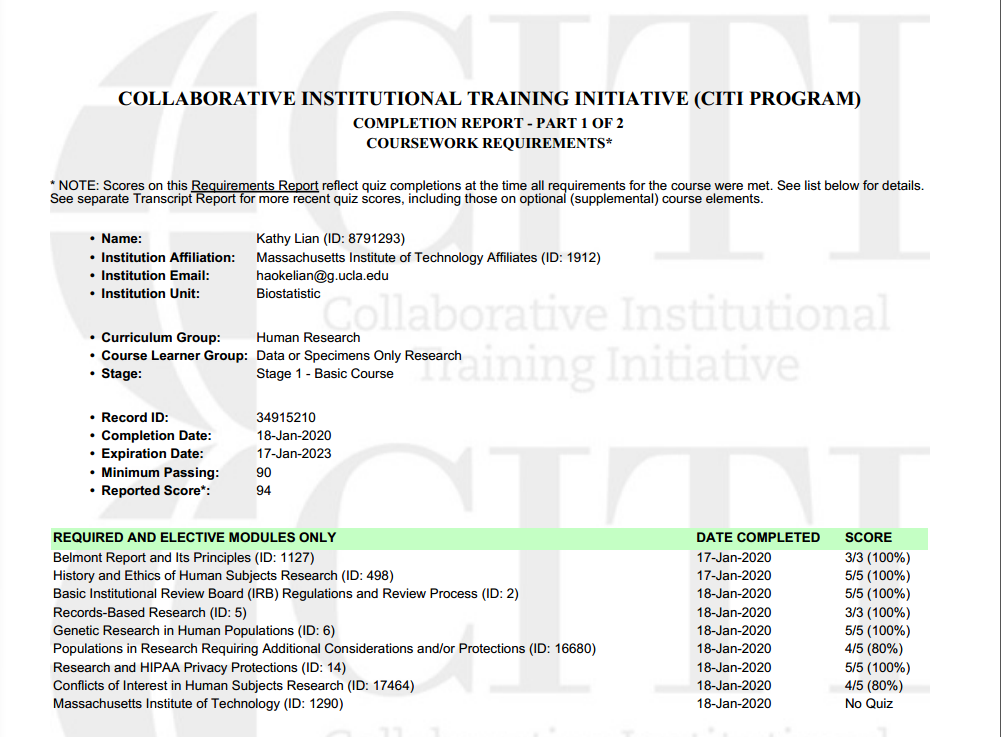 COLLABORATIVE INSTITUTIONAL TRAINING INITIATIVE (CITI PROGRAM)
COMPLETION REPORT - PART 1 OF 2
COURSEWORK REQUIREMENTS*
* NOTE: Scores on this Requirements Report reflect quiz completions at the time all requirements for the course were met. See list below for details.
See separate Transcript Report for more recent quiz scores, including those on optional (supplemental) course elements.
• Name: Kathy Lian (ID: 8791293)
• Institution Affiliation: Massachusetts Institute of Technology Affiliates (ID: 1912)
• Institution Email: haokelian@g.ucla.edu
• Institution Unit: Biostatistic
• Curriculum Group: Human Research
• Course Learner Group: Data or Specimens Only Research
• Stage: Stage 1 - Basic Course
• Record ID: 34915210
• Completion Date: 18-Jan-2020
• Expiration Date: 17-Jan-2023
• Minimum Passing: 90
• Reported Score*: 94
REQUIRED AND ELECTIVE MODULES ONLY DATE COMPLETED SCORE
Belmont Report and Its Principles (ID: 1127) 17-Jan-2020 3/3 (100%)
History and Ethics of Human Subjects Research (ID: 498) 17-Jan-2020 5/5 (100%)
Basic Institutional Review Board (IRB) Regulations and Review Process (ID: 2) 18-Jan-2020 5/5 (100%)
Records-Based Research (ID: 5) 18-Jan-2020 3/3 (100%)
Genetic Research in Human Populations (ID: 6) 18-Jan-2020 5/5 (100%)
Populations in Research Requiring Additional Considerations and/or Protections (ID: 16680) 18-Jan-2020 4/5 (80%)
Research and HIPAA Privacy Protections (ID: 14) 18-Jan-2020 5/5 (100%)
Conflicts of Interest in Human Subjects Research (ID: 17464) 18-Jan-2020 4/5 (80%)
Massachusetts Institute of Technology (ID: 1290) 18-Jan-2020 No Quiz
CITI
Collaborative Institutional
Training Initiative
CITI
Collaborative Institutional